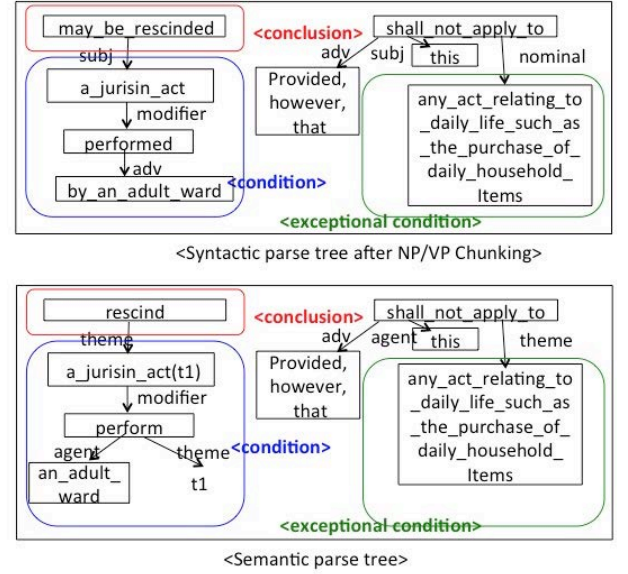 may_be_rescinded
<conclusion>
shall_not_apply_to
subj
adv
subj
this
nominal
a_jurisin_act
Provided,
however,
that
any_act_relating_to
_daily_life_such_as
_the_purchase_of_
daily_household_
Items
modifier
performed
adv
by_an_adult_ward
<condition>
<exceptional condition>
<Syntactic parse tree after NP/VP Chunking>
rescind
<conclusion>
shall_not_apply_to
theme
adv
agent
this
theme
a_jurisin_act(t1)
Provided,
however,
that
any_act_relating_to
_daily_life_such_as
_the_purchase_of_
daily_household_
Items
modifier
perform
agent
theme
<condition>
an_adult_
ward
t1
<exceptional condition>
<Semantic parse tree>